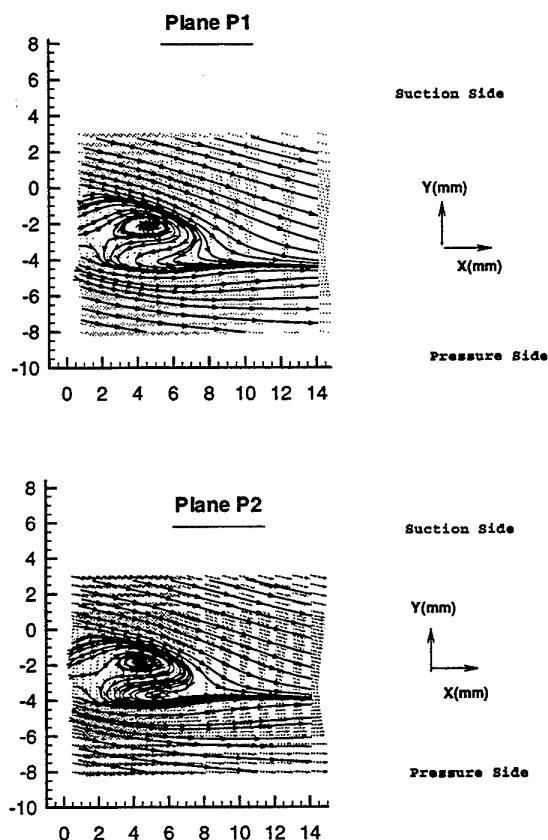 Plane P1
8
6
4
2
0
-2
-4
-6
-8
-10
0 2 4 6 8 10 12 14
Suction Side
Y(mm)
X(mm)
Pressure Side
Plane P2
8
6
4
2
0
-2
-4
-6
-8
-10
0 2 4 6 8 10 12 14
Suction Side
Y(mm)
X(mm)
Pressure Side